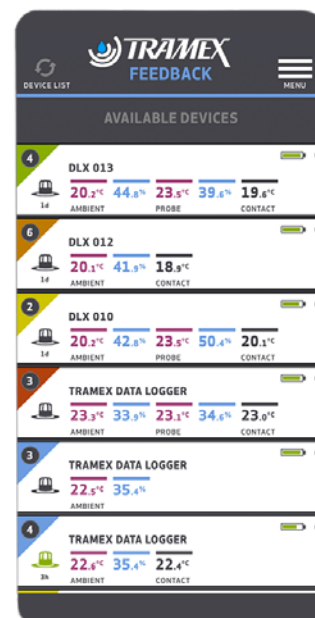 TRAMEX
FEEDBACK
DEVICE LIST
MENU
AVAILABLE DEVICES
4
DLX 013
20.2°C 44.8% 23.5°C 39.6% 19.6°C
1d
AMBIENT PROBE CONTACT
6
DLX 012
20.1°C 41.9% 18.9°C
1d
AMBIENT CONTACT
2
DLX 010
20.2°C 42.8% 23.5°C 50.4% 20.1°C
1d
AMBIENT PROBE CONTACT
3
TRAMEX DATA LOGGER
23.3°C 33.9% 23.1°C 34.6% 23.0°C
AMBIENT PROBE CONTACT
3
TRAMEX DATA LOGGER
22.5°C 35.4%
AMBIENT
4
TRAMEX DATA LOGGER
22.6°C 35.4% 22.4°C
3h
AMBIENT CONTACT